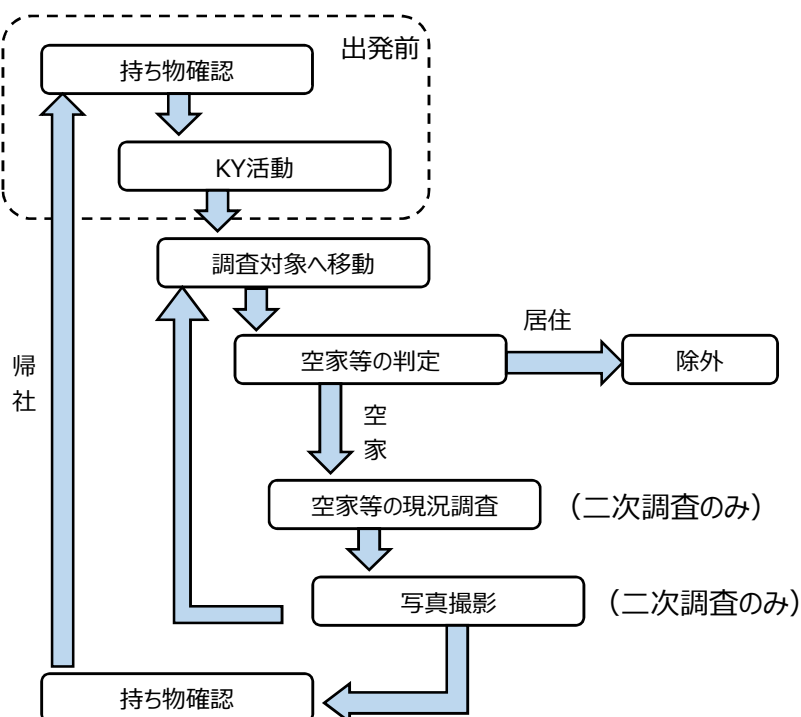 出発前
持ち物確認
KY活動
調査対象へ移動
居住
空家等の判定
除外
帰社
空家
空家等の現況調査
（二次調査のみ）
写真撮影
（二次調査のみ）
持ち物確認